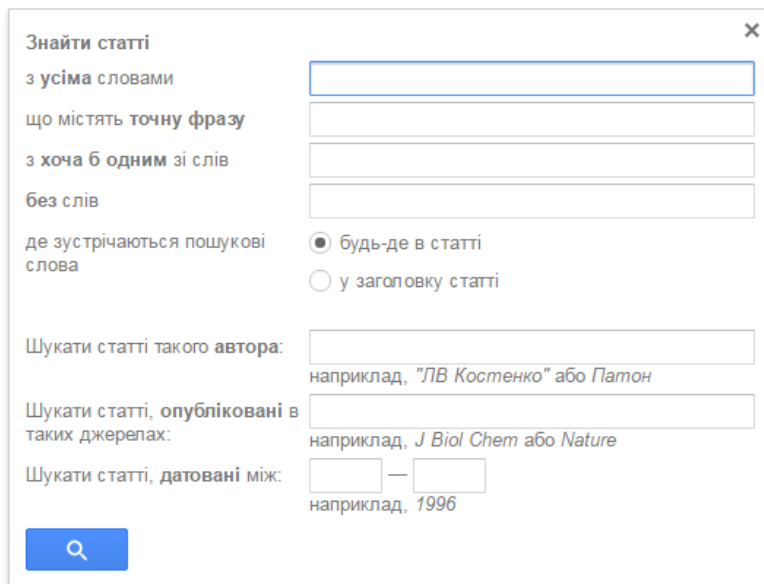 Знайти статті
з усіма словами
що містять точну фразу
з хоча б одним зі слів
без слів
де зустрічаються пошукові
слова
будь-де в статті
у заголовку статті
Шукати статті такого автора:
наприклад, "ЛВ Костенко" або Патон
Шукати статті, опубліковані в
таких джерелах:
наприклад, J Biol Chem або Nature
Шукати статті, датовані між:
—
наприклад, 1996